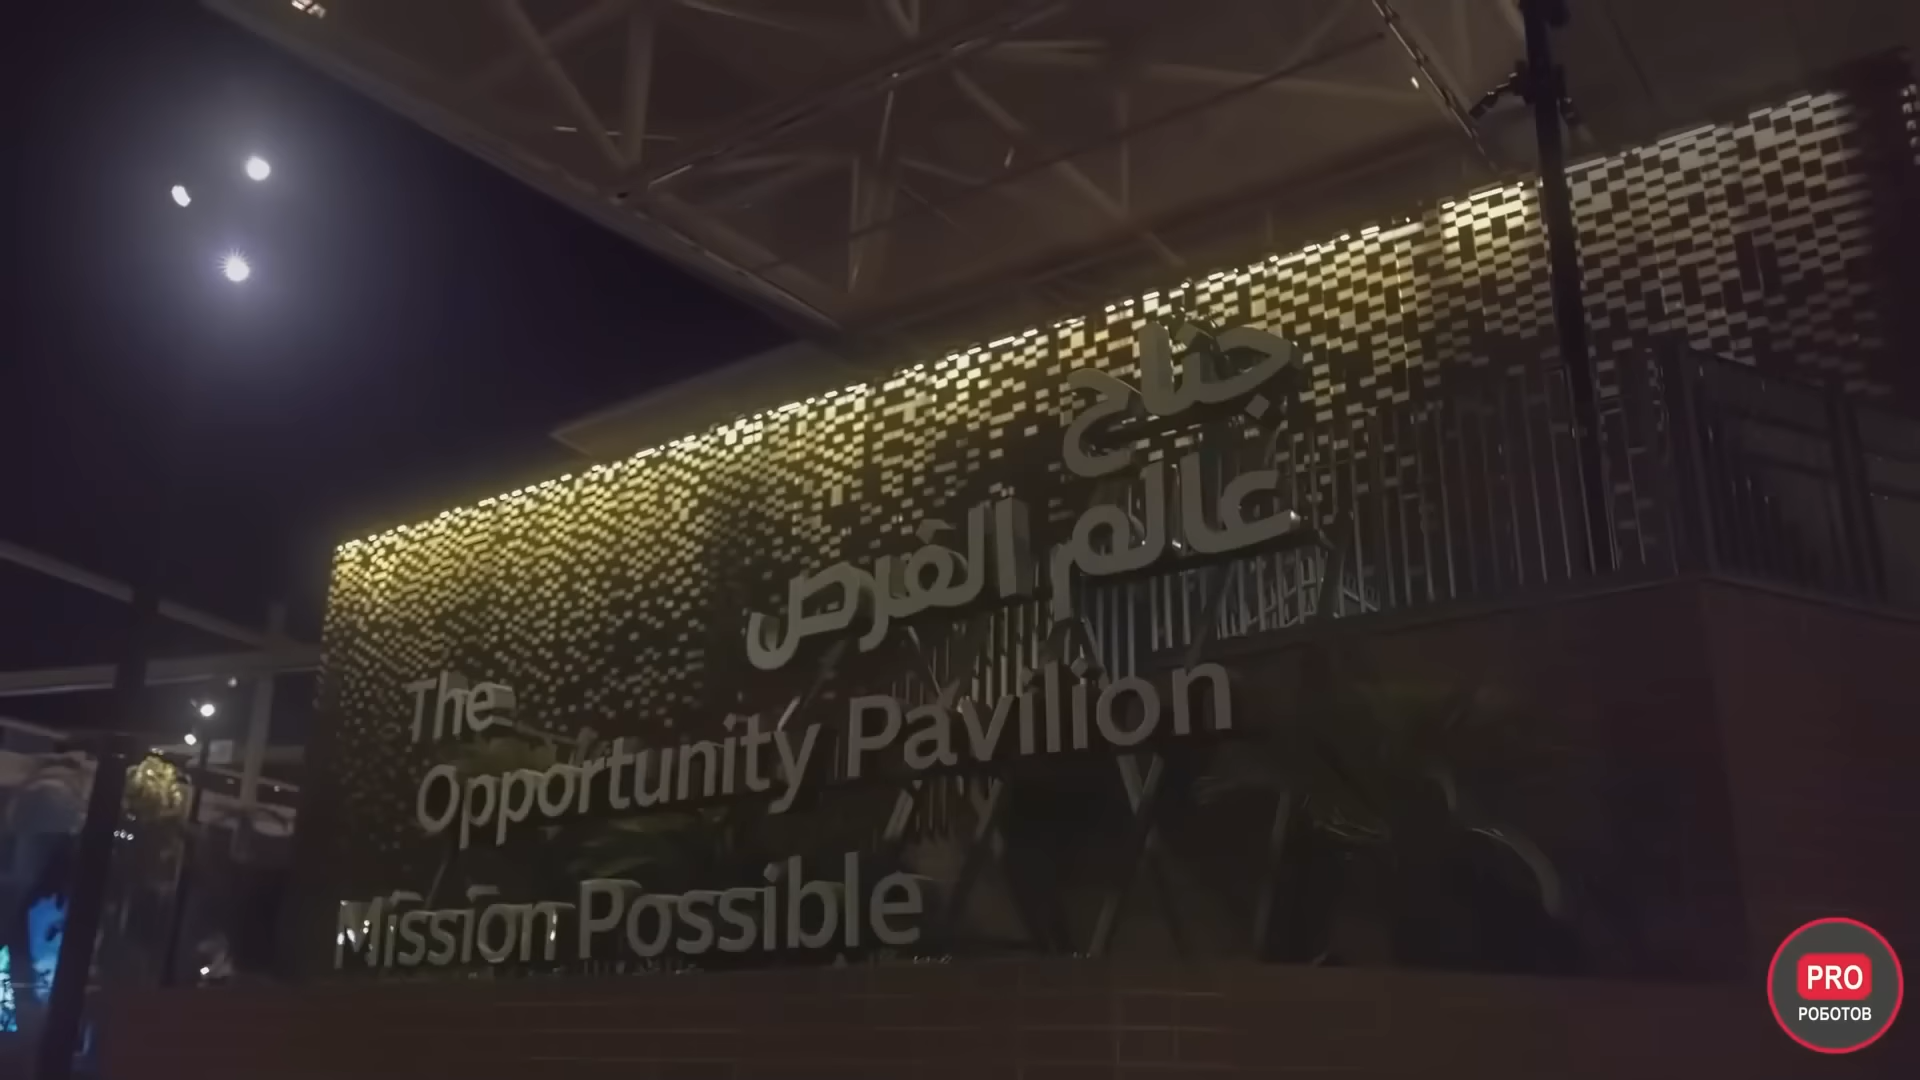 جناح
عالم الفرص
The
Opportunity Pavilion
Mission Possible
PRO
РОБОТОВ